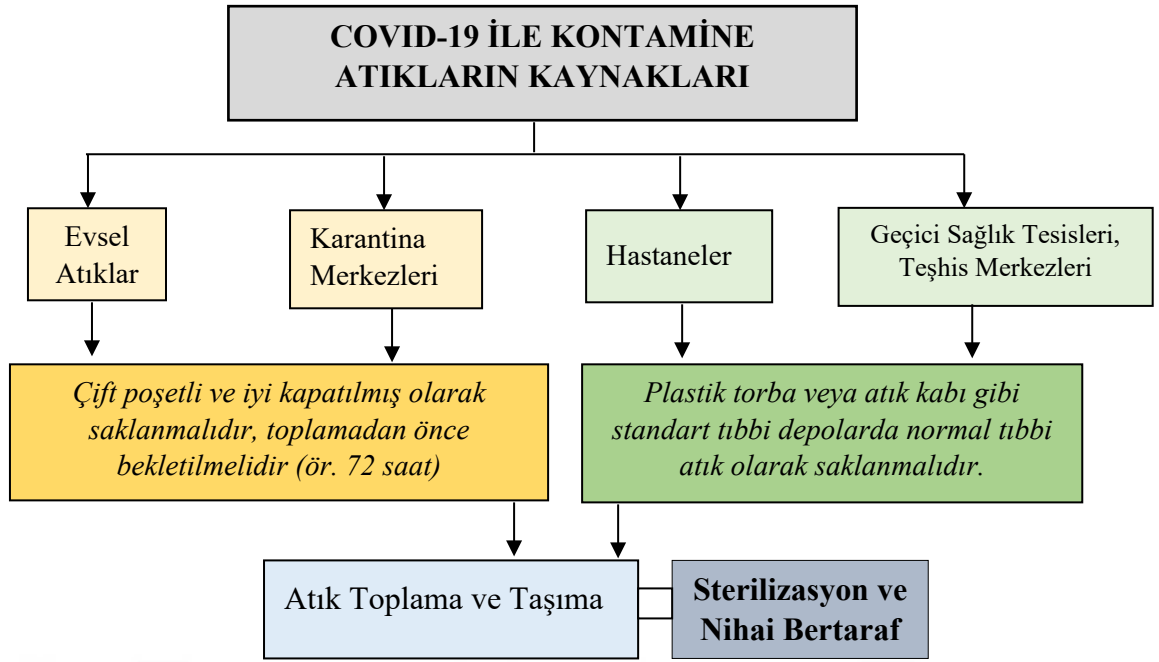 COVID-19 İLE KONTAMİNE
ATIKLARIN KAYNAKLARI
Evsel
Atıklar
Karantina
Merkezleri
Hastaneler
Geçici Sağlık Tesisleri,
Teşhis Merkezleri
Çift poşetli ve iyi kapatılmış olarak
saklanmalıdır, toplamadan önce
bekletilmelidir (ör. 72 saat)
Plastik torba veya atık kabı gibi
standart tıbbi depolarda normal tıbbi
atık olarak saklanmalıdır.
Atık Toplama ve Taşıma
Sterilizasyon ve
Nihai Bertaraf